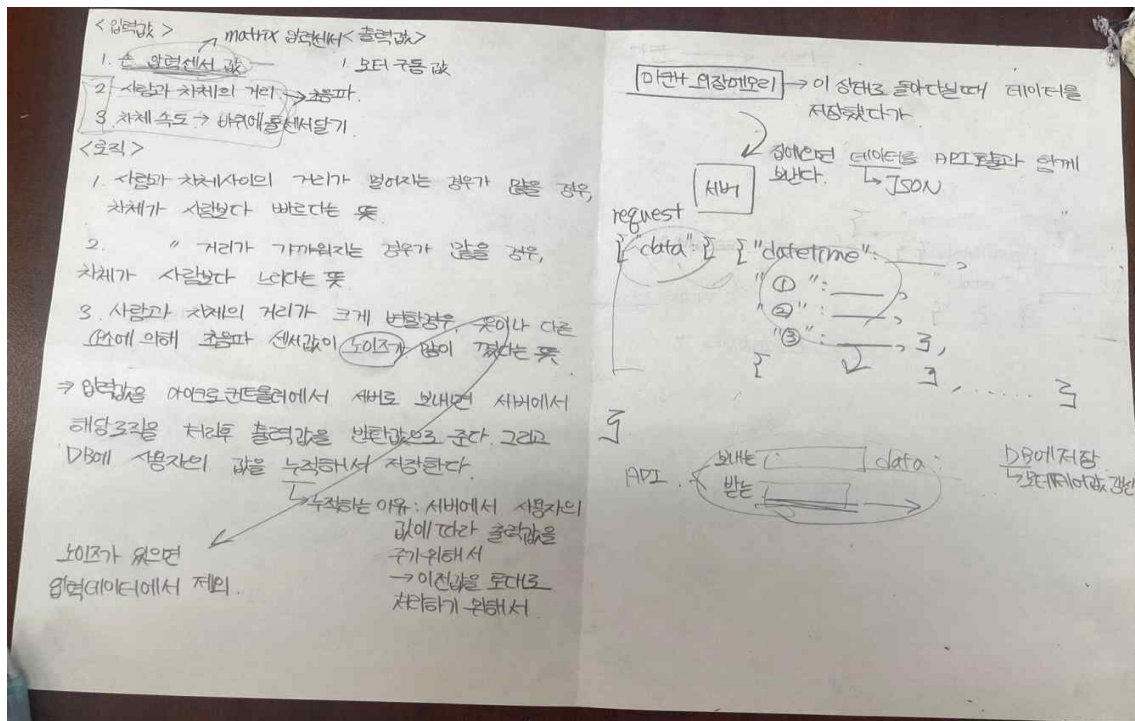 <입력값>
→ matrix 압력센서
<출력값>
1. 손 압력센서 값
1. 모터 구동 값
2. 사람과 차체의 거리 → 초음파.
3. 차체 속도 → 바퀴에 홀센서달기.
<로직>
1. 사람과 차체사이의 거리가 멀어지는 경우가 많을 경우,
차체가 사람보다 빠르다는 뜻.
2. 〃 거리가 가까워지는 경우가 많을 경우,
차체가 사람보다 느리다는 뜻.
3. 사람과 차체의 거리가 크게 변할경우, 옷이나 다른
요소에 의해 초음파 센서값이 노이즈가 많이 꼈다는 뜻
⇒ 입력값을 마이크로컨트롤러에서 서버로 보내면 서버에서
해당로직을 처리후 출력값을 반환값으로 준다. 그리고
DB에 사용자의 값을 누적해서 저장한다.
↳누적하는 이유: 서버에서 사용자의
값에 따라 출력값을
주기위해서
→ 이전값을 토대로
처리하기 위해서.
노이즈가 있으면
입력데이터에서 제외.
마컨+외장메모리 → 이 상태로 돌아다닐때 데이터를
저장했다가
집에오면 데이터를 API호출과 함께
보낸다. ↳JSON
서버
request
{ "data": { { "datetime": ____,
"①": ____,
"②": ____,
"③": ____, },
{
}, ..... }
}
API
보내는 data:
받는
DB에저장
↳모터제어값갱신